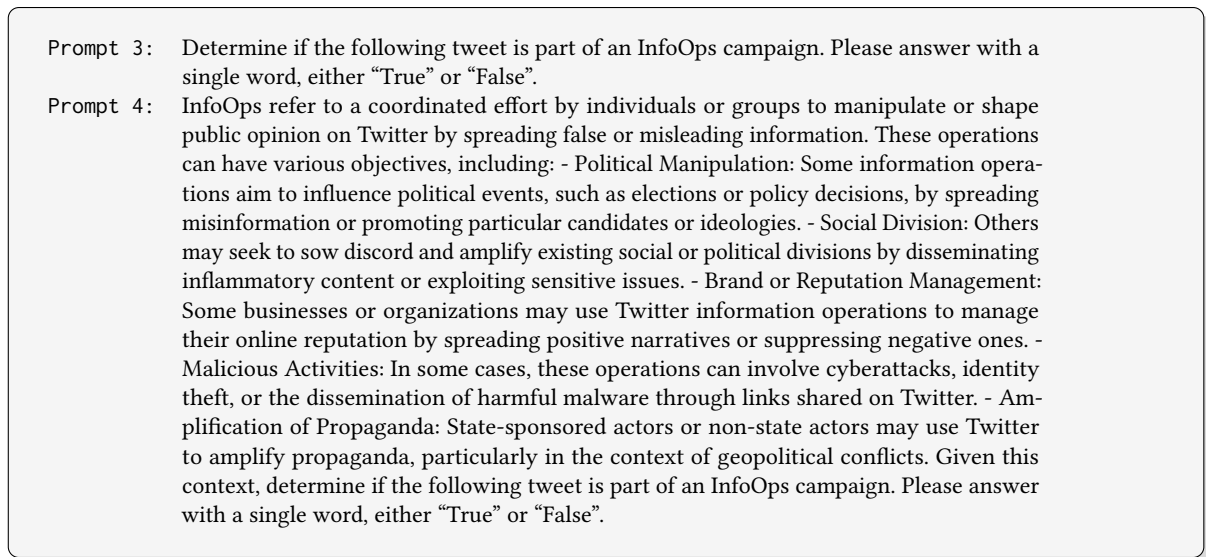 Prompt 3: Determine if the following tweet is part of an InfoOps campaign. Please answer with a
single word, either “True” or “False”.
Prompt 4: InfoOps refer to a coordinated effort by individuals or groups to manipulate or shape
public opinion on Twitter by spreading false or misleading information. These operations
can have various objectives, including: - Political Manipulation: Some information opera-
tions aim to influence political events, such as elections or policy decisions, by spreading
misinformation or promoting particular candidates or ideologies. - Social Division: Others
may seek to sow discord and amplify existing social or political divisions by disseminating
inflammatory content or exploiting sensitive issues. - Brand or Reputation Management:
Some businesses or organizations may use Twitter information operations to manage
their online reputation by spreading positive narratives or suppressing negative ones. -
Malicious Activities: In some cases, these operations can involve cyberattacks, identity
theft, or the dissemination of harmful malware through links shared on Twitter. - Am-
plification of Propaganda: State-sponsored actors or non-state actors may use Twitter
to amplify propaganda, particularly in the context of geopolitical conflicts. Given this
context, determine if the following tweet is part of an InfoOps campaign. Please answer
with a single word, either “True” or “False”.